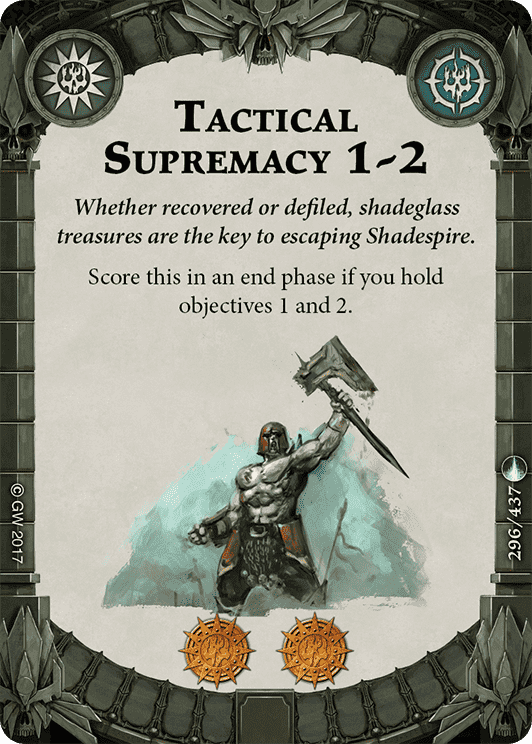 Tactical
Supremacy 1-2
Whether recovered or defiled, shadeglass
treasures are the key to escaping Shadespire.
Score this in an end phase if you hold
objectives 1 and 2.
© GW 2017
296/437